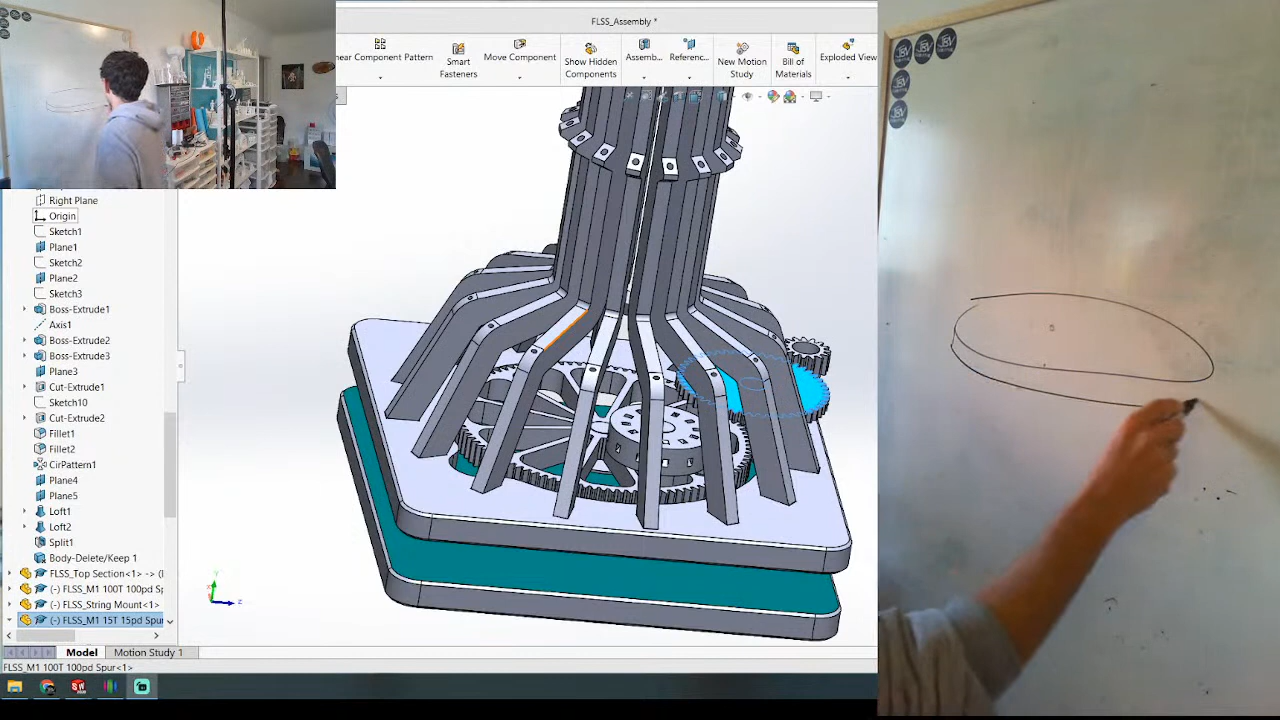 FLSS_Assembly *
near Component Pattern
Smart
Fasteners
Move Component
Show Hidden
Components
Assemb...
Referenc...
New Motion
Study
Bill of
Materials
Exploded View
Right Plane
Origin
Sketch1
Plane1
Sketch2
Plane2
Sketch3
Boss-Extrude1
Axis1
Boss-Extrude2
Boss-Extrude3
Plane3
Cut-Extrude1
Sketch10
Cut-Extrude2
Fillet1
Fillet2
CirPattern1
Plane4
Plane5
Loft1
Loft2
Split1
Body-Delete/Keep 1
FLSS_Top Section<1> -> (
(-) FLSS_M1 100T 100pd Sp
(-) FLSS_String Mount<1>
(-) FLSS_M1 15T 15pd Spur
Model
Motion Study 1
FLSS_M1 100T 100pd Spur<1>